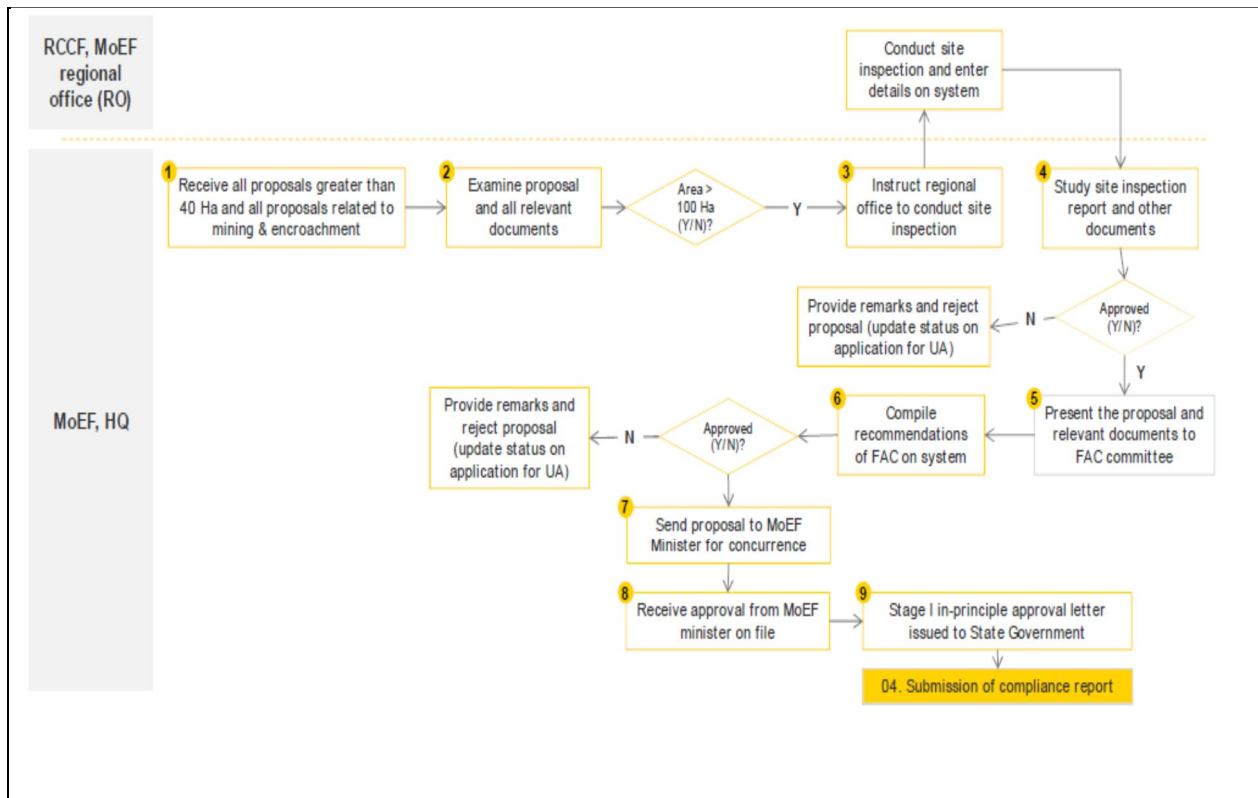 RCCF, MoEF
regional
office (RO)
Conduct site
inspection and enter
details on system
MoEF, HQ
1
Receive all proposals greater than
40 Ha and all proposals related to
mining & encroachment
2
Examine proposal
and all relevant
documents
Area >
100 Ha
(Y/N)?
Y
3
Instruct regional
office to conduct site
inspection
4
Study site inspection
report and other
documents
Approved
(Y/N)?
N
Provide remarks and reject
proposal (update status on
application for UA)
Y
5
Present the proposal and
relevant documents to
FAC committee
6
Compile
recommendations
of FAC on system
Approved
(Y/N)?
N
Provide remarks and
reject proposal
(update status on
application for UA)
7
Send proposal to MoEF
Minister for concurrence
8
Receive approval from MoEF
minister on file
9
Stage I in-principle approval letter
issued to State Government
04. Submission of compliance report